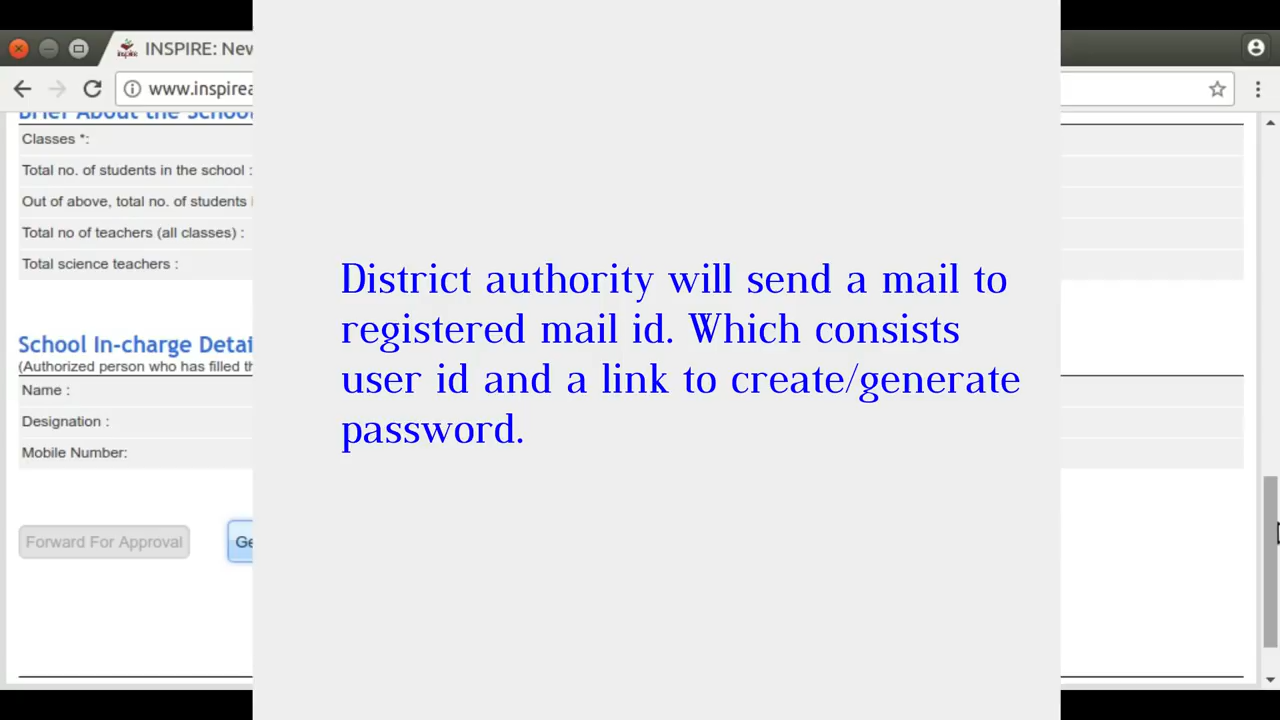 INSPIRE: New
www.inspirea
Brief About the School
Classes *:
Total no. of students in the school :
Out of above, total no. of students
Total no of teachers (all classes) :
Total science teachers :
School In-charge Detai
(Authorized person who has filled th
Name :
Designation :
Mobile Number:
Forward For Approval
Ge
District authority will send a mail to
registered mail id. Which consists
user id and a link to create/generate
password.